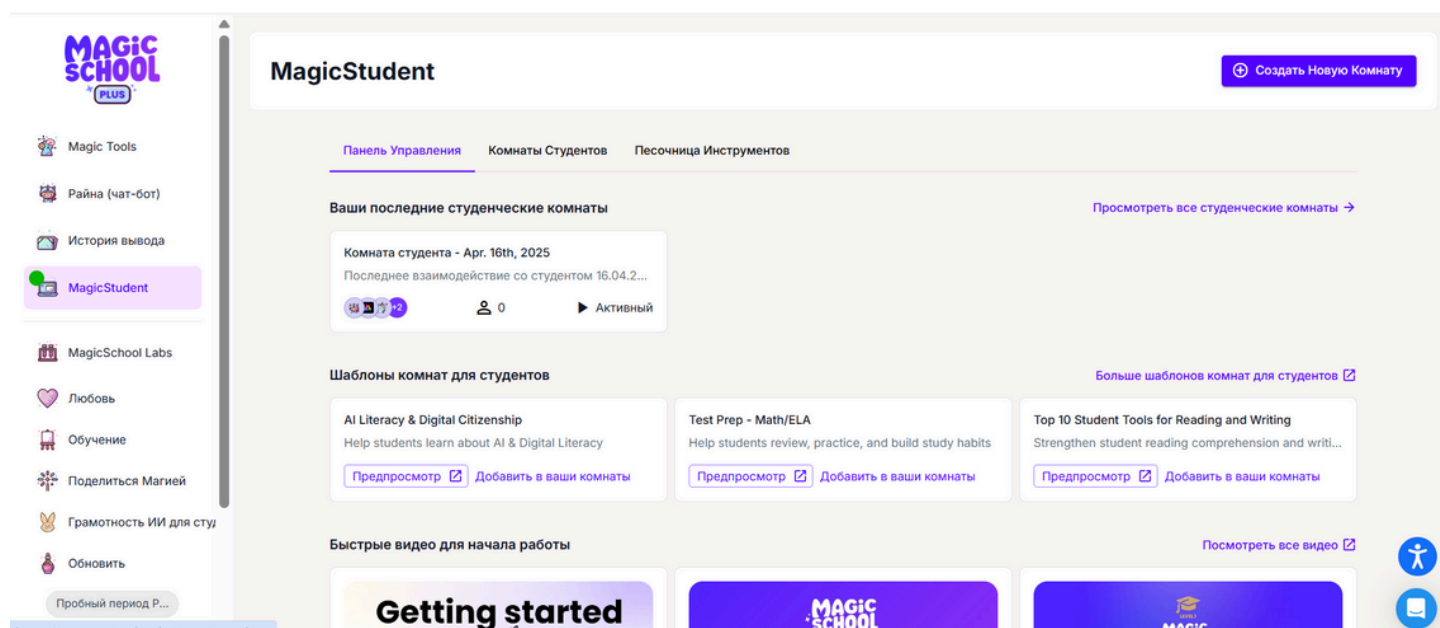 MAGIC
SCHOOL
PLUS
Magic Tools
Райна (чат-бот)
История вывода
MagicStudent
MagicSchool Labs
Любовь
Обучение
Поделиться Магией
Грамотность ИИ для сту
Обновить
Пробный период P...
MagicStudent
Создать Новую Комнату
Панель Управления Комнаты Студентов Песочница Инструментов
Ваши последние студенческие комнаты
Просмотреть все студенческие комнаты →
Комната студента - Apr. 16th, 2025
Последнее взаимодействие со студентом 16.04.2...
+2 0 Активный
Шаблоны комнат для студентов
Больше шаблонов комнат для студентов
AI Literacy & Digital Citizenship
Help students learn about AI & Digital Literacy
Предпросмотр Добавить в ваши комнаты
Test Prep - Math/ELA
Help students review, practice, and build study habits
Предпросмотр Добавить в ваши комнаты
Top 10 Student Tools for Reading and Writing
Strengthen student reading comprehension and writi...
Предпросмотр Добавить в ваши комнаты
Быстрые видео для начала работы
Посмотреть все видео
Getting started
MAGIC
SCHOOL
LEVEL 1
MAGIC